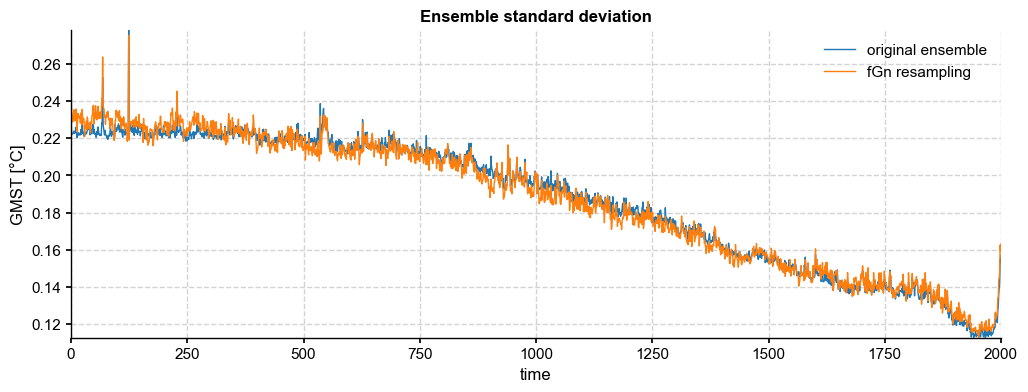 Ensemble standard deviation
original ensemble
fGn resampling
GMST [°C]
0.26
0.24
0.22
0.20
0.18
0.16
0.14
0.12
0 250 500 750 1000 1250 1500 1750 2000
time